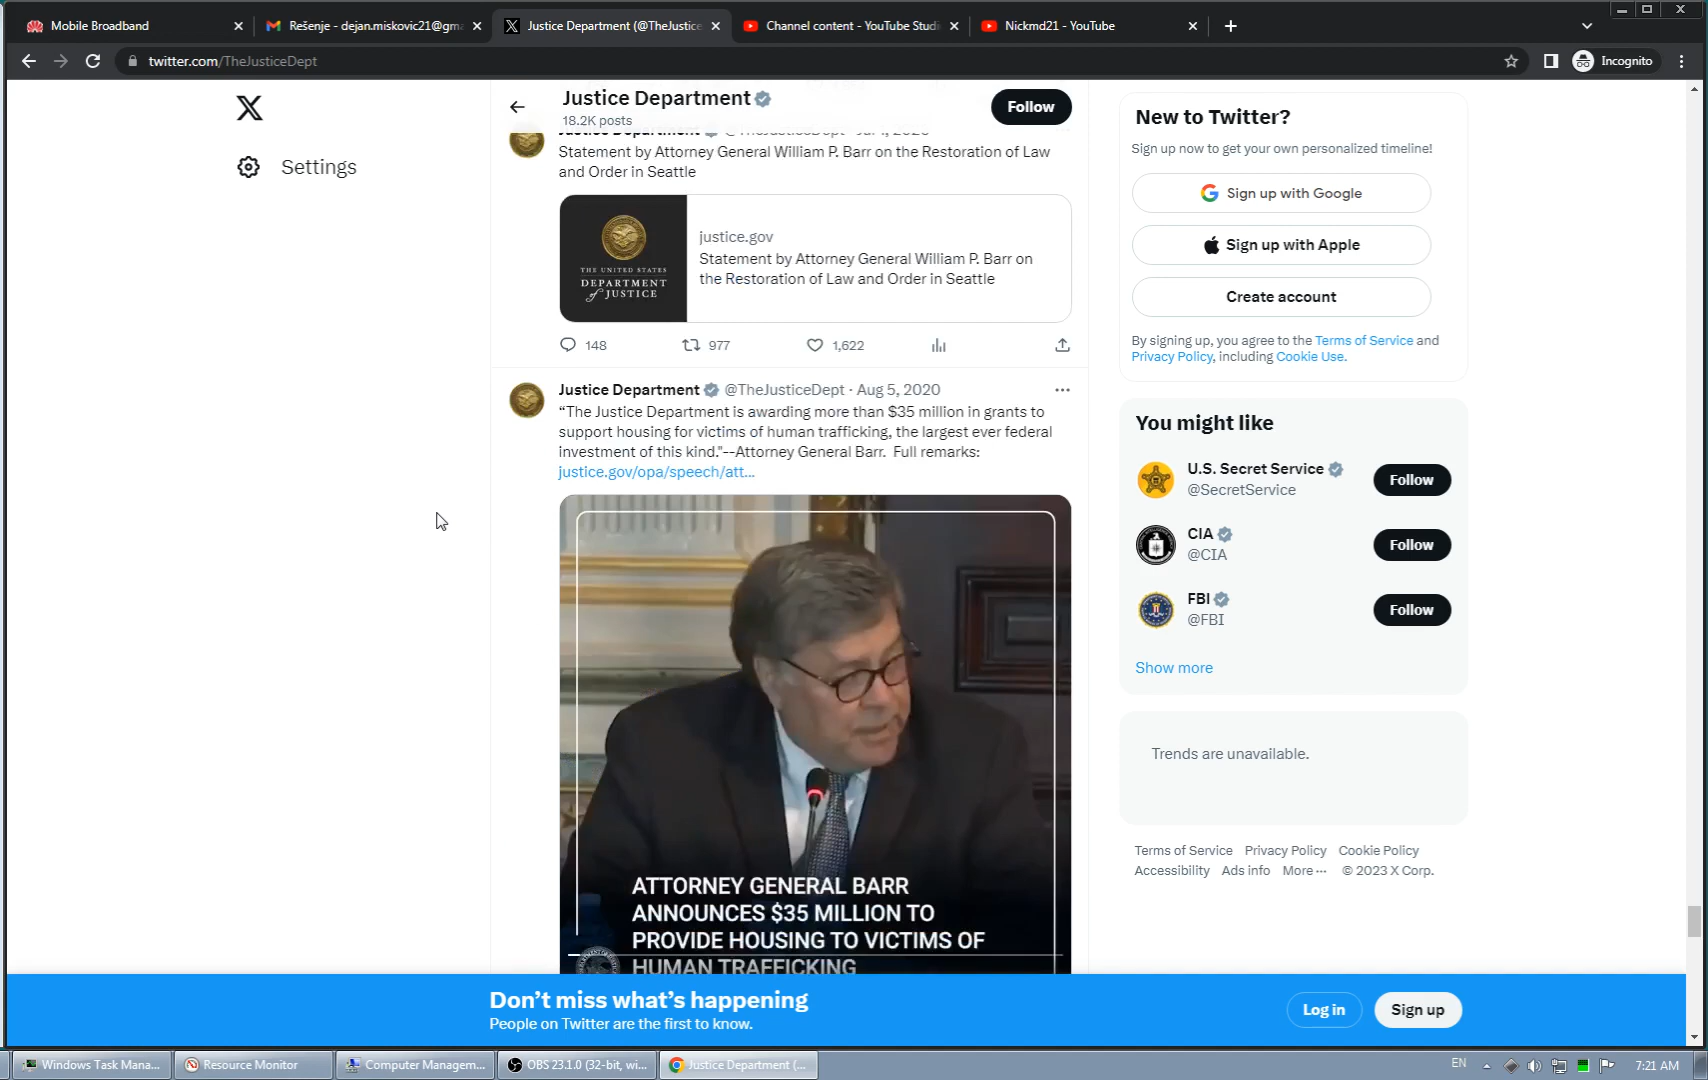 Mobile Broadband
Rešenje - dejan.miskovic21@gm
Justice Department (@TheJustice
Channel content - YouTube Studi
Nickmd21 - YouTube
twitter.com/TheJusticeDept
Incognito
X
Settings
Justice Department
18.2K posts
Follow
Justice Department @TheJusticeDept
Statement by Attorney General William P. Barr on the Restoration of Law
and Order in Seattle
THE UNITED STATES
DEPARTMENT
of JUSTICE
justice.gov
Statement by Attorney General William P. Barr on
the Restoration of Law and Order in Seattle
148
977
1,622
Justice Department @TheJusticeDept · Aug 5, 2020
“The Justice Department is awarding more than $35 million in grants to
support housing for victims of human trafficking, the largest ever federal
investment of this kind."--Attorney General Barr. Full remarks:
justice.gov/opa/speech/att...
ATTORNEY GENERAL BARR
ANNOUNCES $35 MILLION TO
PROVIDE HOUSING TO VICTIMS OF
HUMAN TRAFFICKING
New to Twitter?
Sign up now to get your own personalized timeline!
Sign up with Google
Sign up with Apple
Create account
By signing up, you agree to the Terms of Service and
Privacy Policy, including Cookie Use.
You might like
U.S. Secret Service
@SecretService
Follow
CIA
@CIA
Follow
FBI
@FBI
Follow
Show more
Trends are unavailable.
Terms of Service Privacy Policy Cookie Policy
Accessibility Ads info More ··· © 2023 X Corp.
Don’t miss what’s happening
People on Twitter are the first to know.
Log in
Sign up
Windows Task Mana...
Resource Monitor
Computer Managem...
OBS 23.1.0 (32-bit, wi...
Justice Department (...
EN
7:21 AM